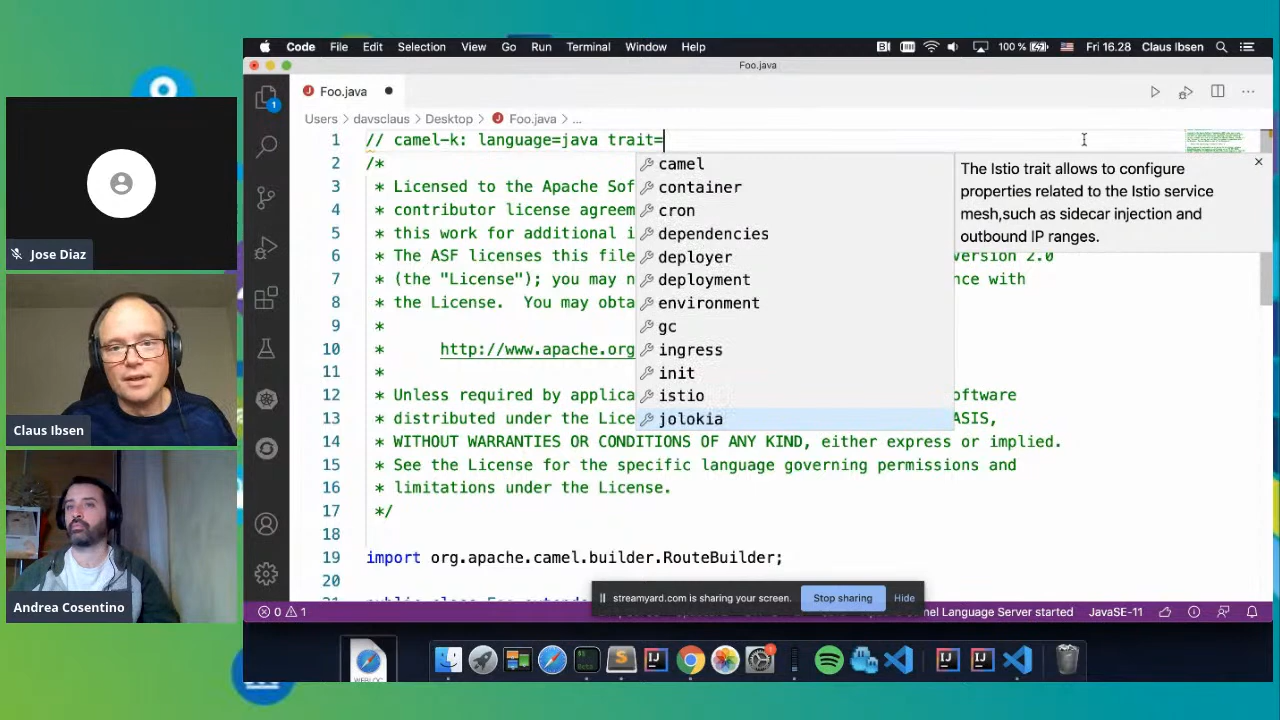 Code File Edit Selection View Go Run Terminal Window Help 100% Fri 16.28 Claus Ibsen
Foo.java
Foo.java
1
Users davsclaus Desktop Foo.java ...
1 // camel-k: language=java trait=
2 /*
3 * Licensed to the Apache Sof
4 * contributor license agreem
5 * this work for additional i
6 * The ASF licenses this file ersion 2.0
7 * (the "License"); you may n nce with
8 * the License. You may obta
9 *
10 * http://www.apache.org
11 *
12 * Unless required by applica oftware
13 * distributed under the Lice ASIS,
14 * WITHOUT WARRANTIES OR CONDITIONS OF ANY KIND, either express or implied.
15 * See the License for the specific language governing permissions and
16 * limitations under the License.
17 */
18
19 import org.apache.camel.builder.RouteBuilder;
20
camel
container
cron
dependencies
deployer
deployment
environment
gc
ingress
init
istio
jolokia
The Istio trait allows to configure
properties related to the Istio service
mesh,such as sidecar injection and
outbound IP ranges.
streamyard.com is sharing your screen. Stop sharing Hide
0 1 nel Language Server started JavaSE-11
WEBLOC
Jose Diaz
Claus Ibsen
Andrea Cosentino